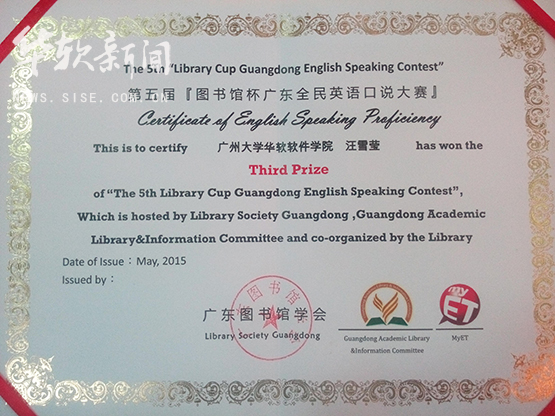 华软新闻
WWW.SISE.COM.CN
The 5th "Library Cup Guangdong English Speaking Contest"
第五届『图书馆杯广东全民英语口说大赛』
Certificate of English Speaking Proficiency
This is to certify 广州大学华软软件学院 汪雪莹 has won the
Third Prize
of "The 5th Library Cup Guangdong English Speaking Contest",
Which is hosted by Library Society Guangdong ,Guangdong Academic
Library&Information Committee and co-organized by the Library
Date of Issue：May, 2015
Issued by：
广东图书馆学会
Library Society Guangdong
Guangdong Academic Library
&Information Committee
my
ET
MyET